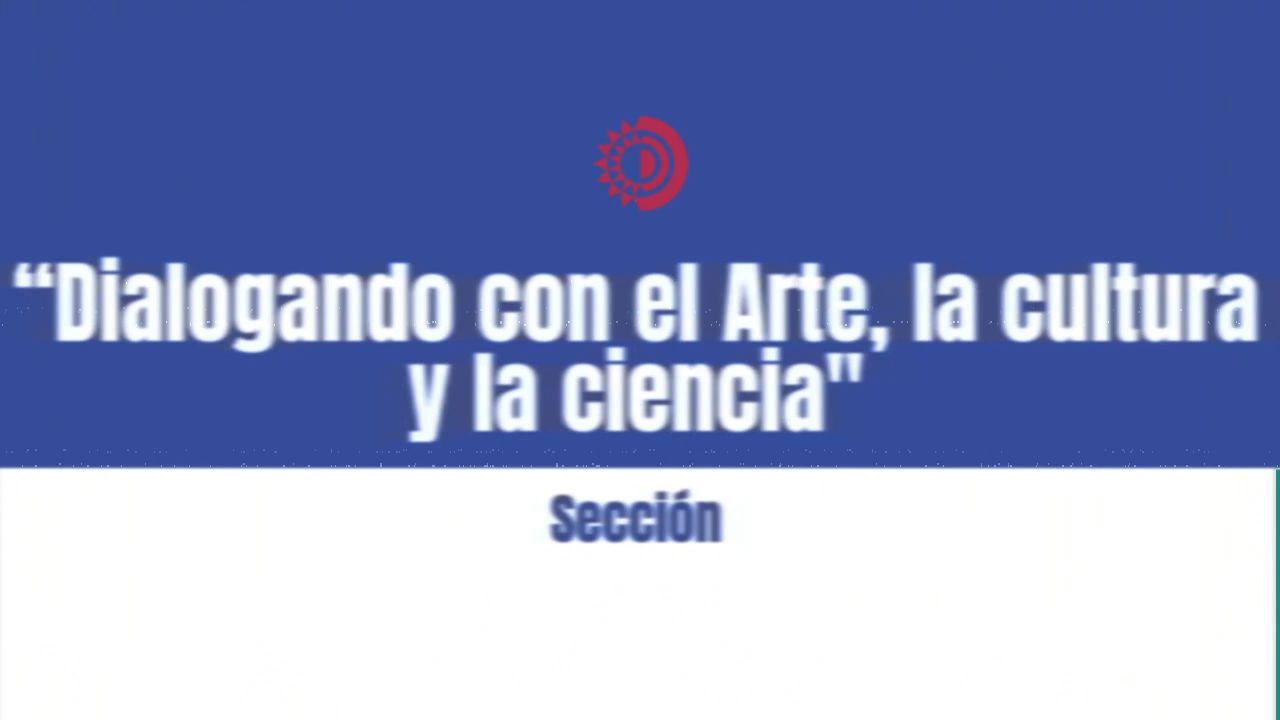 “Dialogando con el Arte, la cultura
y la ciencia"
Sección